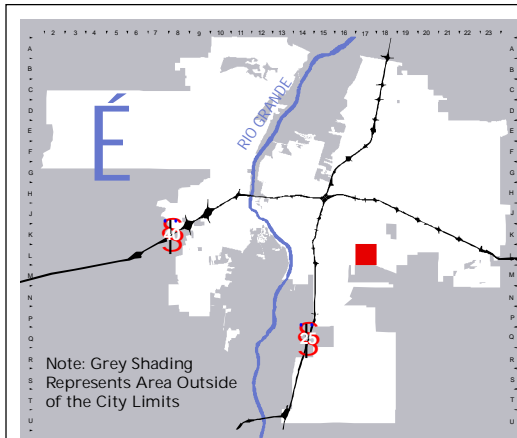 2 3 4 5 6 7 8 9 10 11 12 13 14 15 16 17 18 19 20 21 22 23
A A
B B
C C
D D
E E
F F
G G
H H
J J
K K
L L
M M
N N
P P
Q Q
R R
S S
T T
U U
RIO GRANDE
É
40
25
Note: Grey Shading
Represents Area Outside
of the City Limits